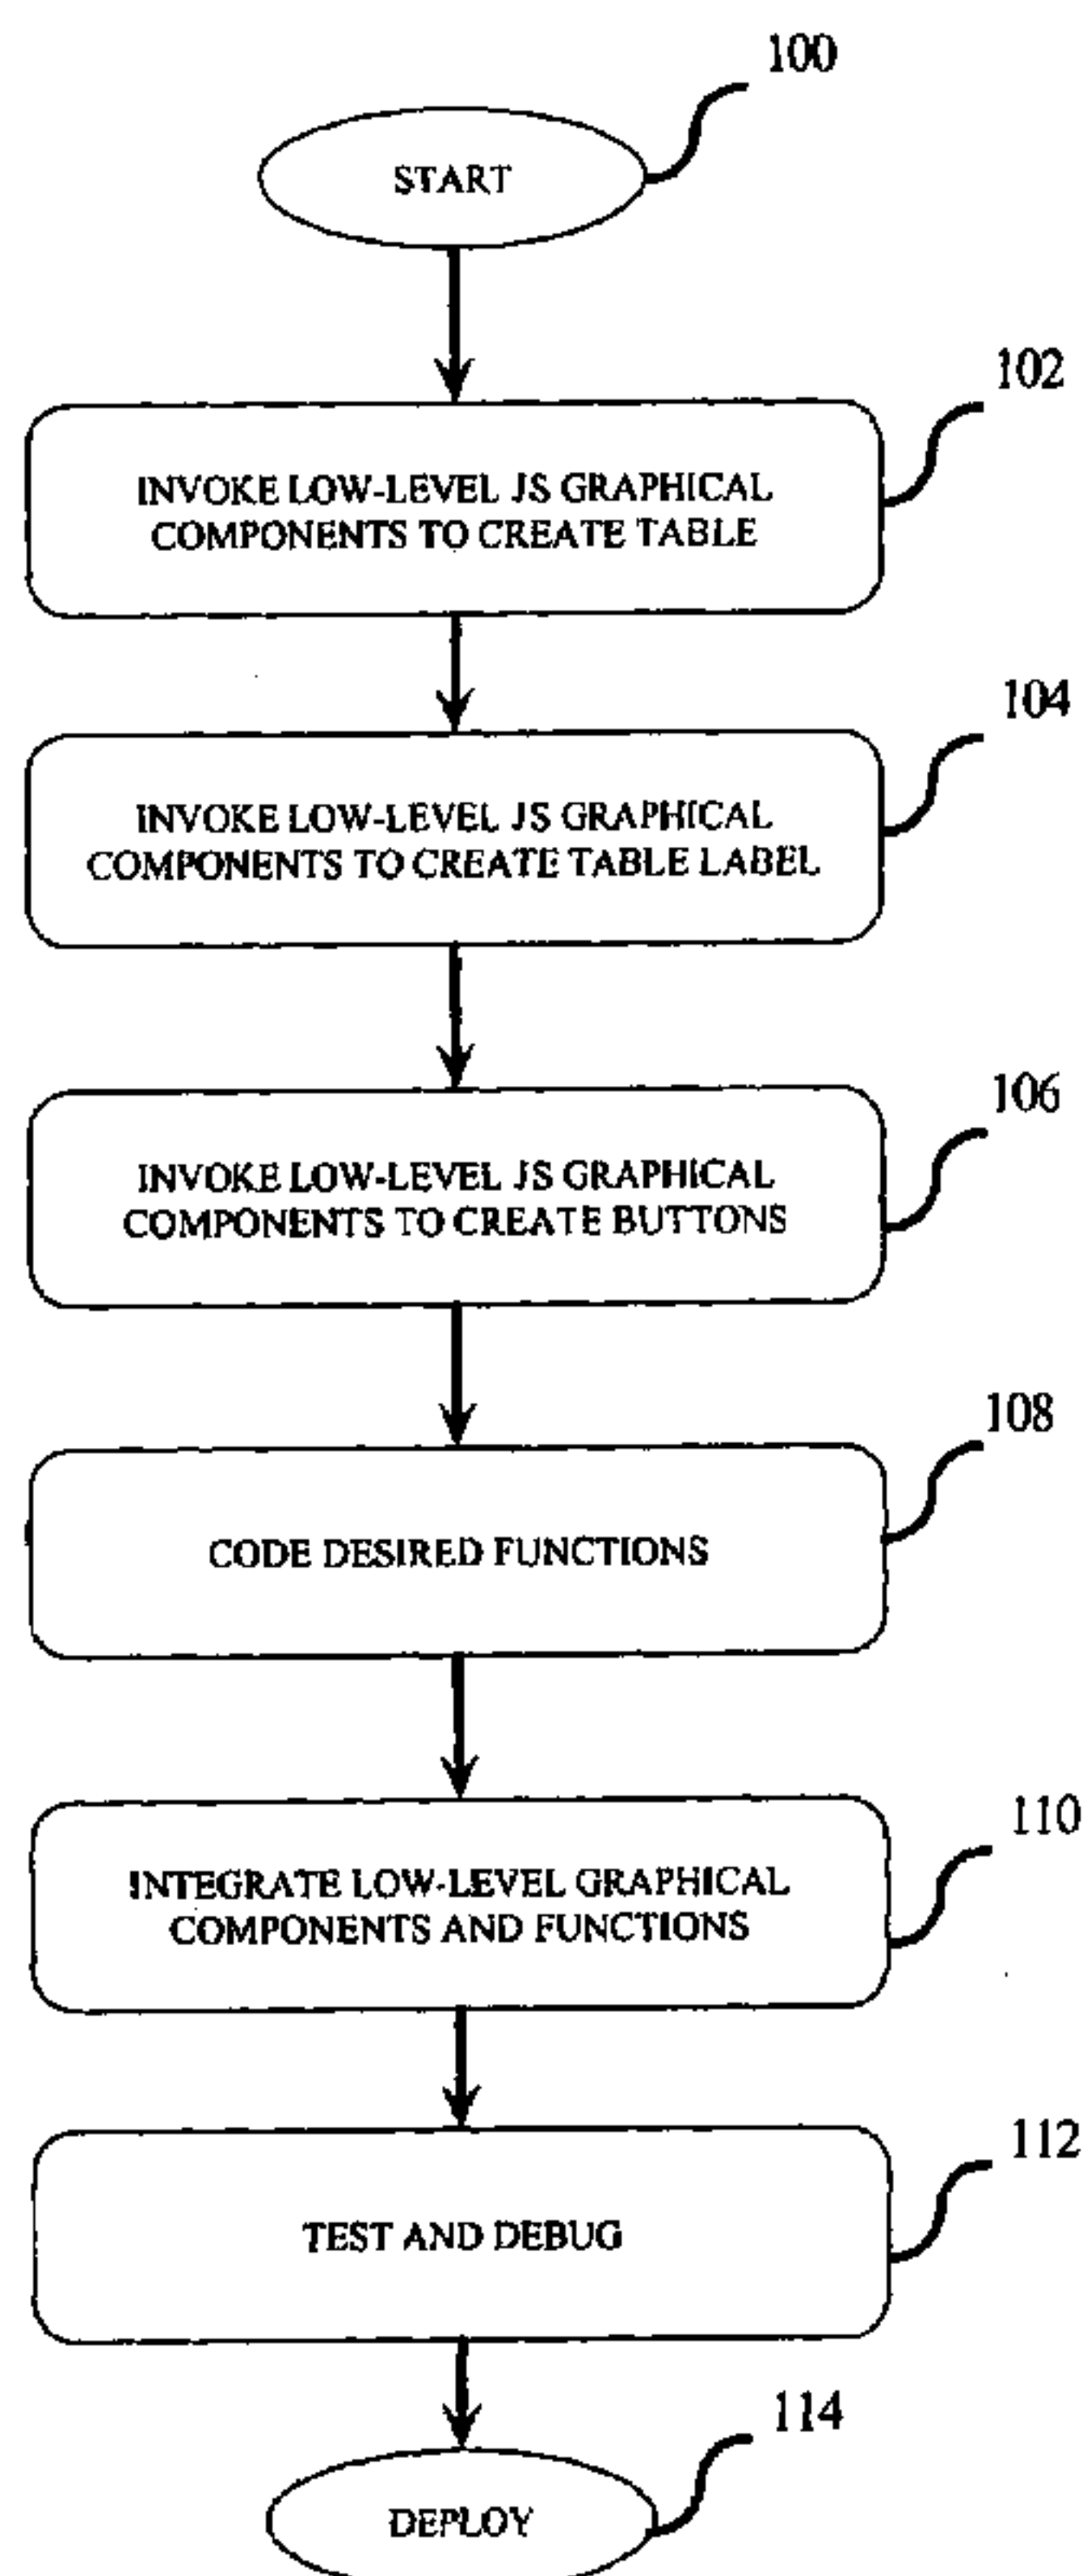 100
START
102
INVOKE LOW-LEVEL JS GRAPHICAL
COMPONENTS TO CREATE TABLE
104
INVOKE LOW-LEVEL JS GRAPHICAL
COMPONENTS TO CREATE TABLE LABEL
106
INVOKE LOW-LEVEL JS GRAPHICAL
COMPONENTS TO CREATE BUTTONS
108
CODE DESIRED FUNCTIONS
110
INTEGRATE LOW-LEVEL GRAPHICAL
COMPONENTS AND FUNCTIONS
112
TEST AND DEBUG
114
DEPLOY